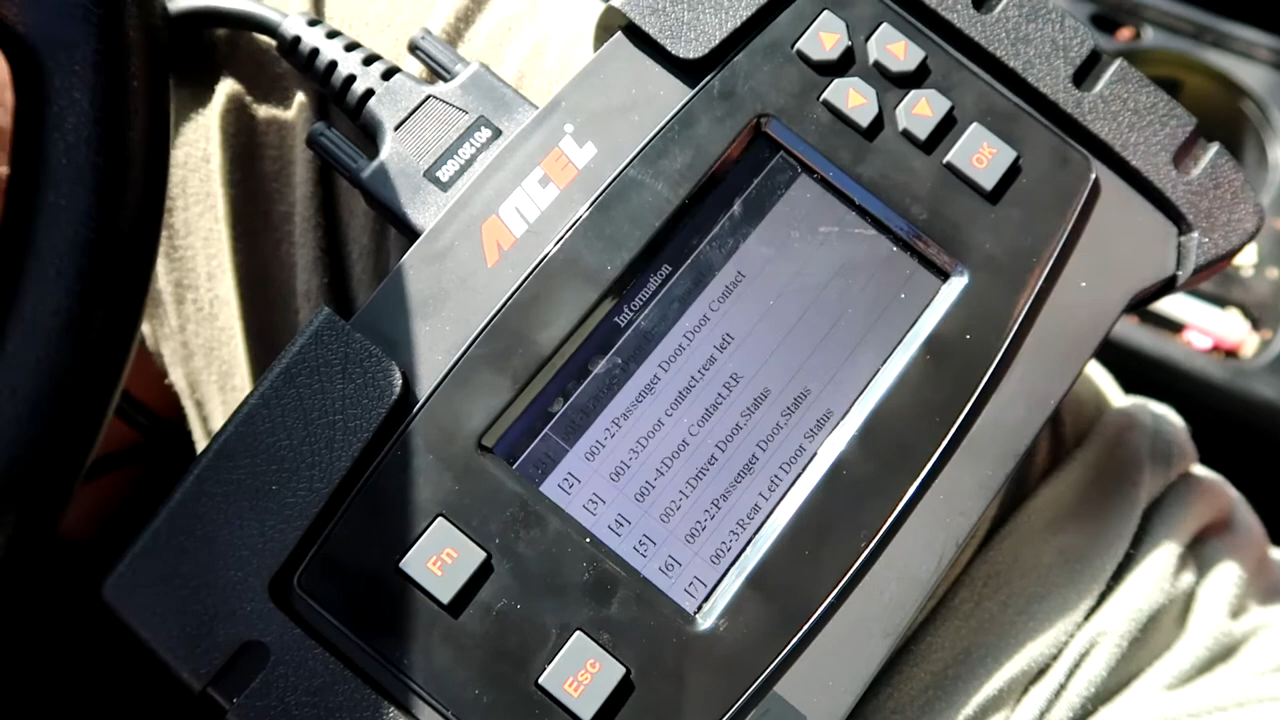 906201002
ANCEL®
OK
Information
[2] 001-2:Passenger Door,Door Contact
[3] 001-3:Door contact,rear left
[4] 001-4:Door Contact,RR
[5] 002-1:Driver Door,Status
[6] 002-2:Passenger Door,Status
[7] 002-3:Rear Left Door Status
Fn
Esc